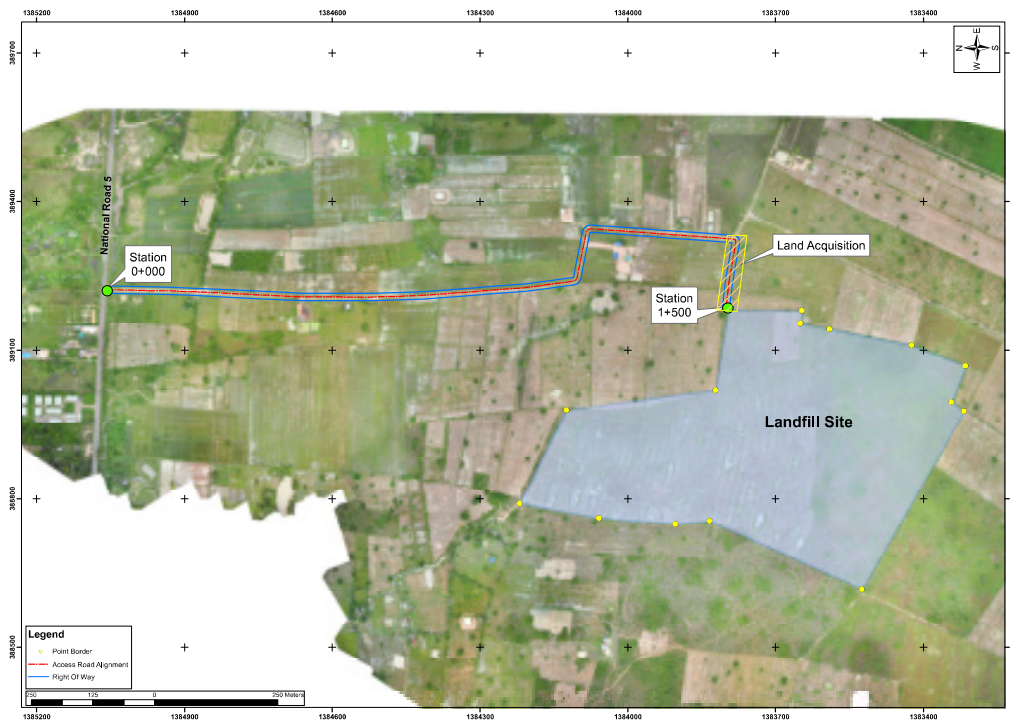 1385200 1384900 1384600 1384300 1384000 1383700 1383400
389700
N E S W
389400
National Road 5
Station
0+000
Land Acquisition
Station
1+500
389100
Landfill Site
388800
388500
Legend
Point Border
Access Road Alignment
Right Of Way
250 125 0 250 Meters
1385200 1384900 1384600 1384300 1384000 1383700 1383400